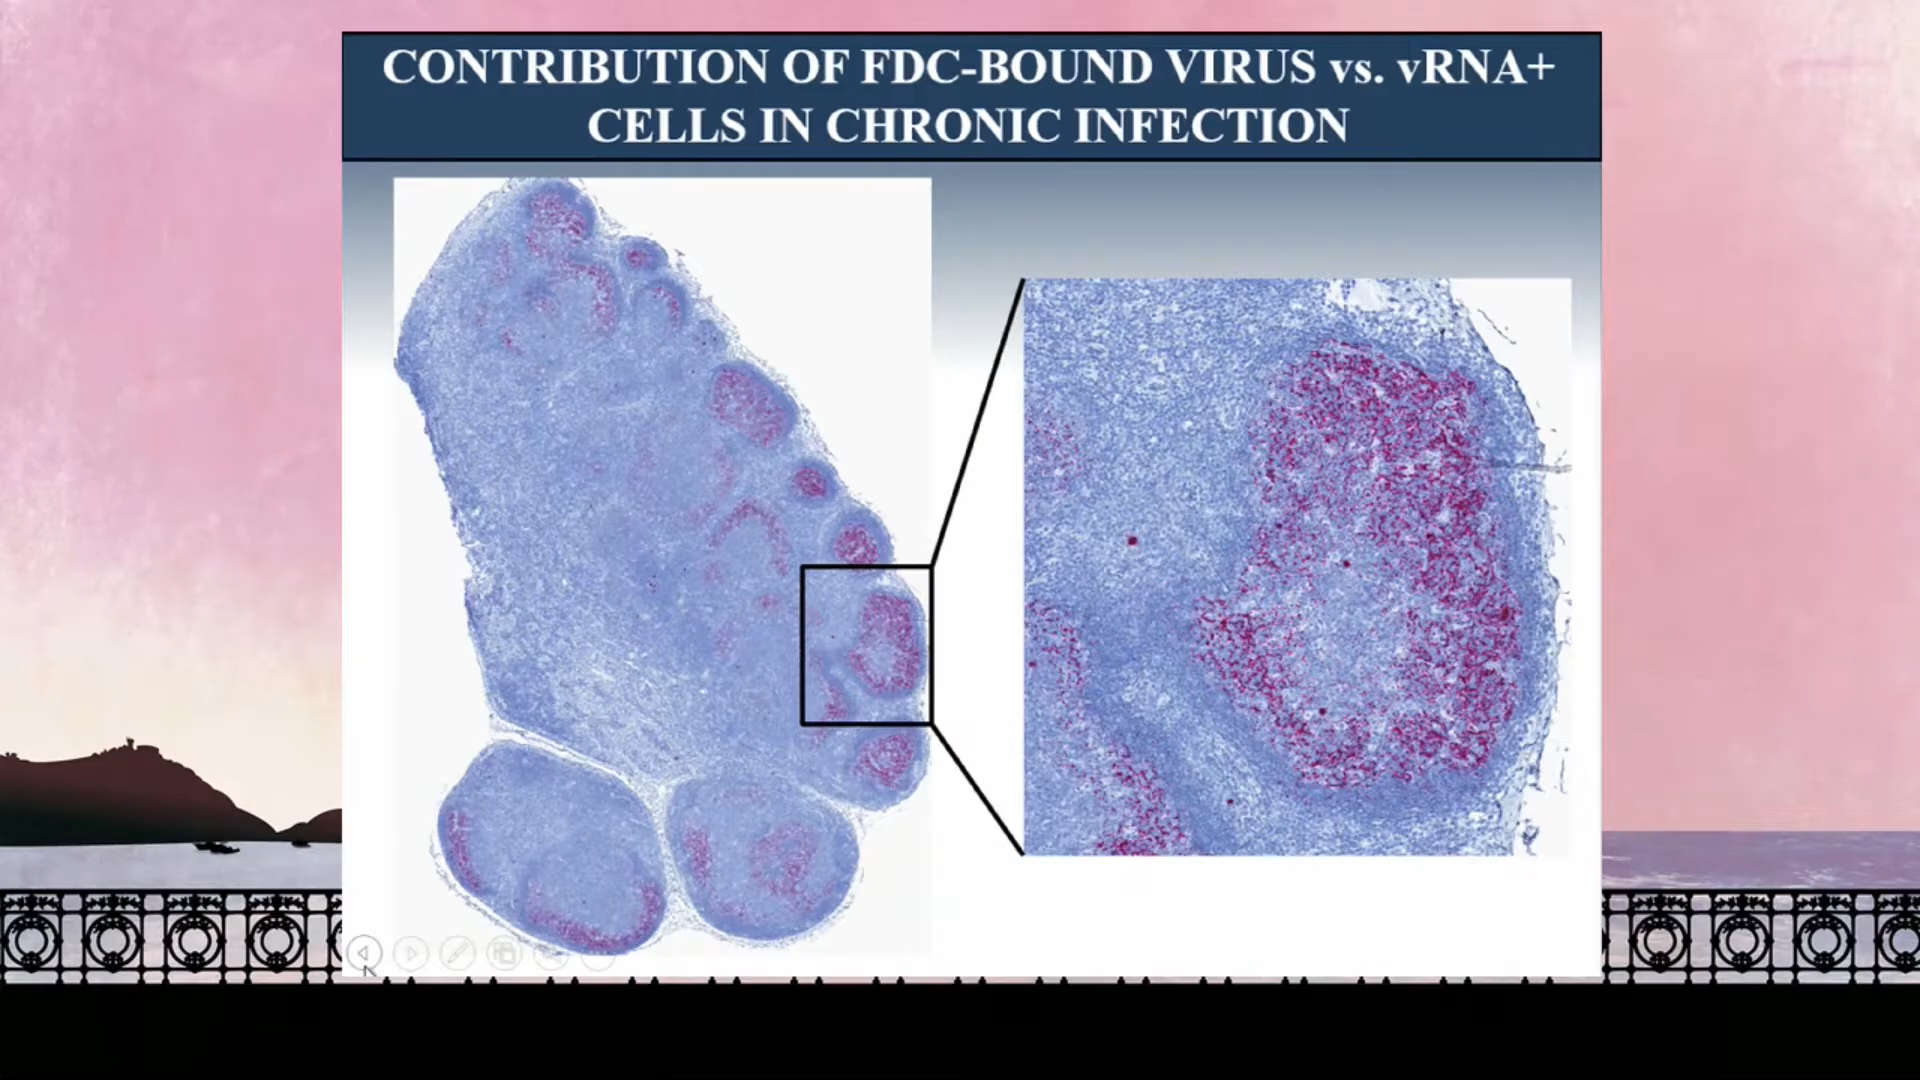 CONTRIBUTION OF FDC-BOUND VIRUS vs. vRNA+
CELLS IN CHRONIC INFECTION